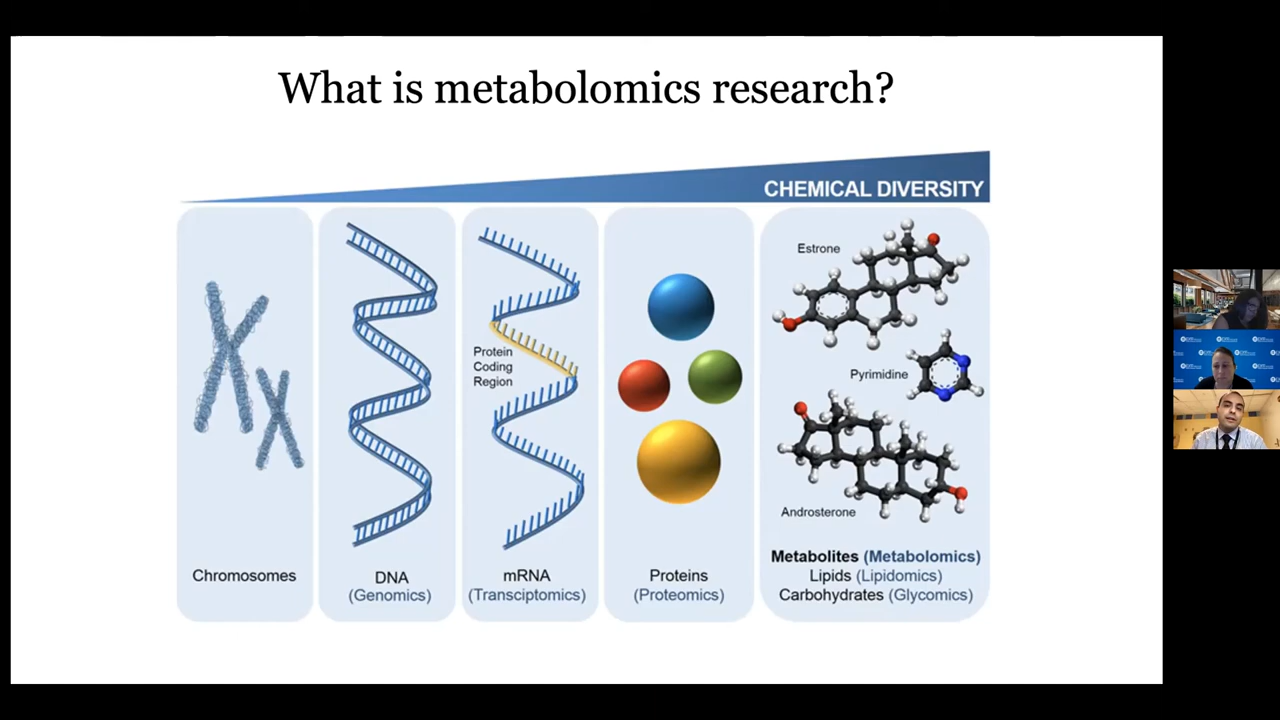 What is metabolomics research?
CHEMICAL DIVERSITY
Chromosomes
DNA
(Genomics)
Protein
Coding
Region
mRNA
(Transciptomics)
Proteins
(Proteomics)
Estrone
Pyrimidine
Androsterone
Metabolites (Metabolomics)
Lipids (Lipidomics)
Carbohydrates (Glycomics)